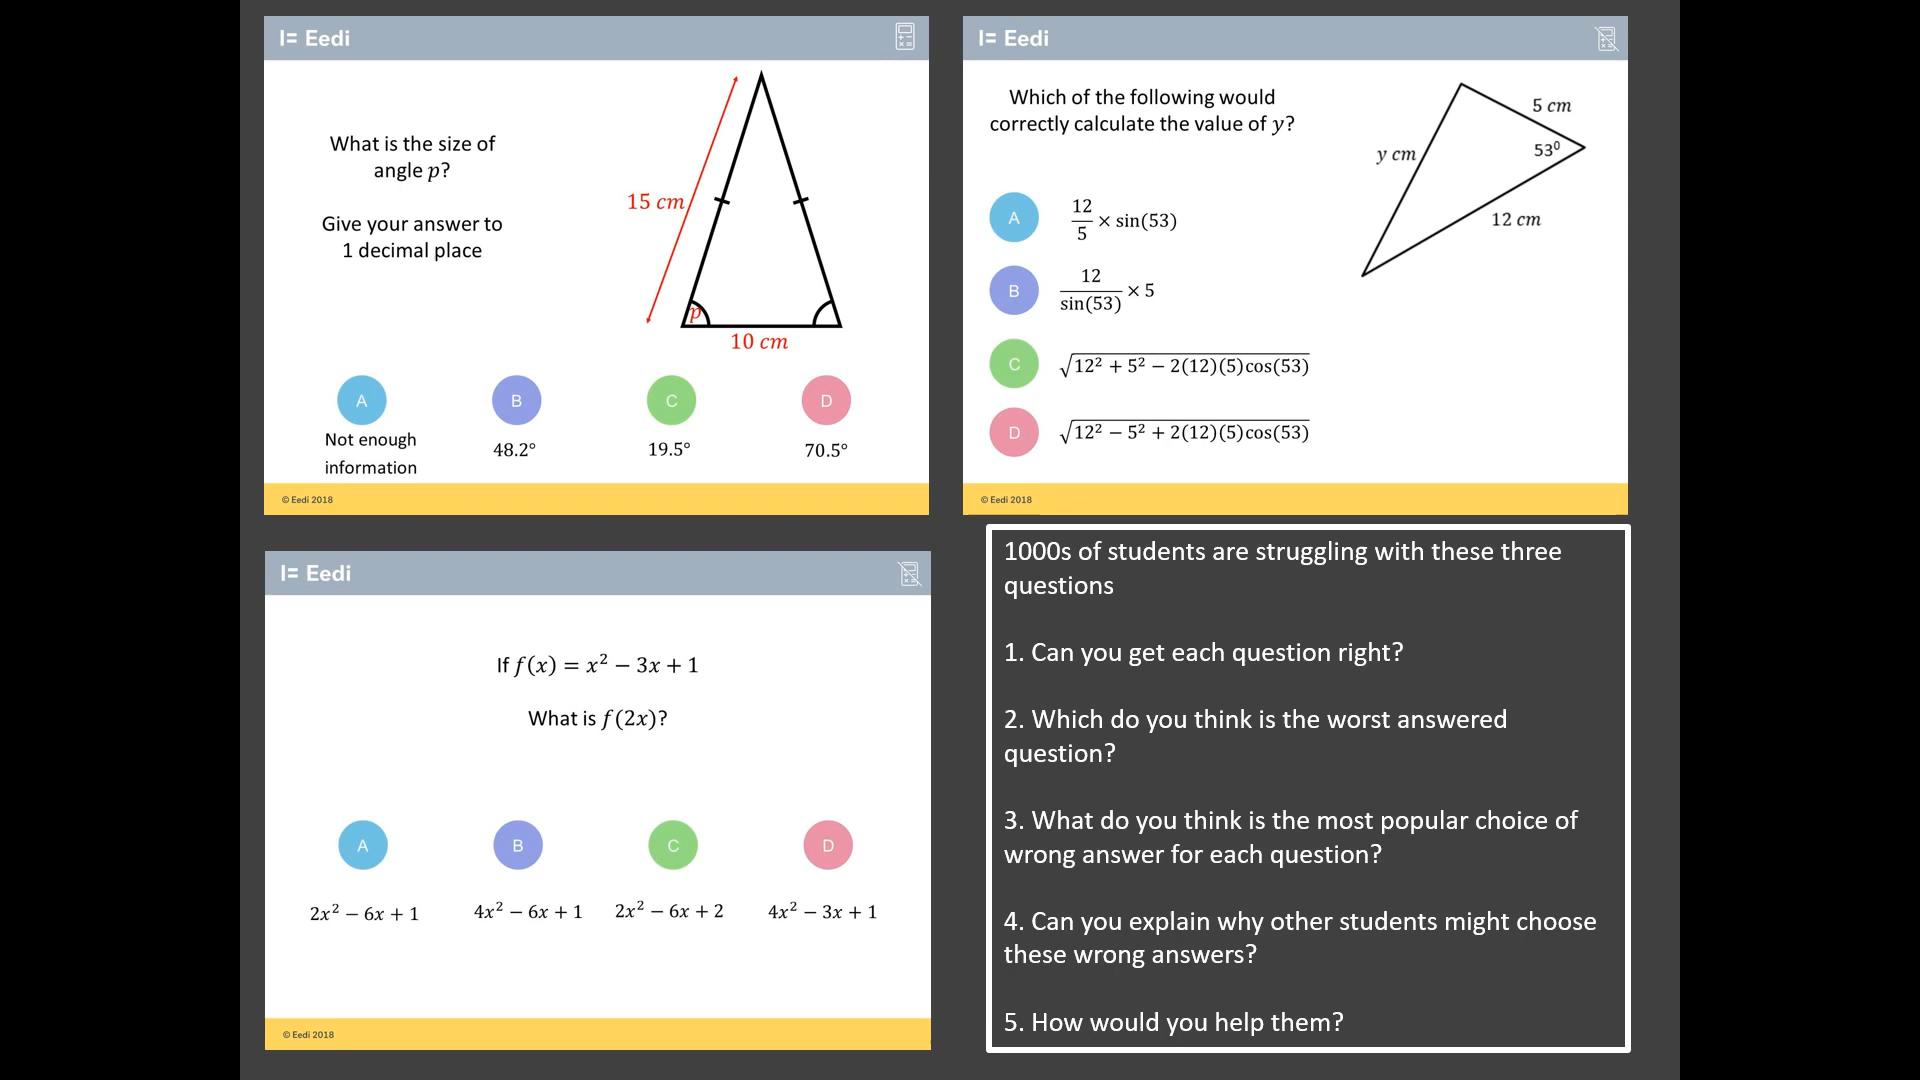 Eedi
What is the size of
angle p?
Give your answer to
1 decimal place
15 cm
p
10 cm
A
B
C
D
Not enough
information
48.2°
19.5°
70.5°
© Eedi 2018
Eedi
Which of the following would
correctly calculate the value of y?
5 cm
y cm
53⁰
12 cm
A
12/5 × sin(53)
B
12/sin(53) × 5
C
√12² + 5² − 2(12)(5)cos(53)
D
√12² − 5² + 2(12)(5)cos(53)
© Eedi 2018
Eedi
If f(x) = x² − 3x + 1
What is f(2x)?
A
B
C
D
2x² − 6x + 1
4x² − 6x + 1
2x² − 6x + 2
4x² − 3x + 1
© Eedi 2018
1000s of students are struggling with these three
questions
1. Can you get each question right?
2. Which do you think is the worst answered
question?
3. What do you think is the most popular choice of
wrong answer for each question?
4. Can you explain why other students might choose
these wrong answers?
5. How would you help them?